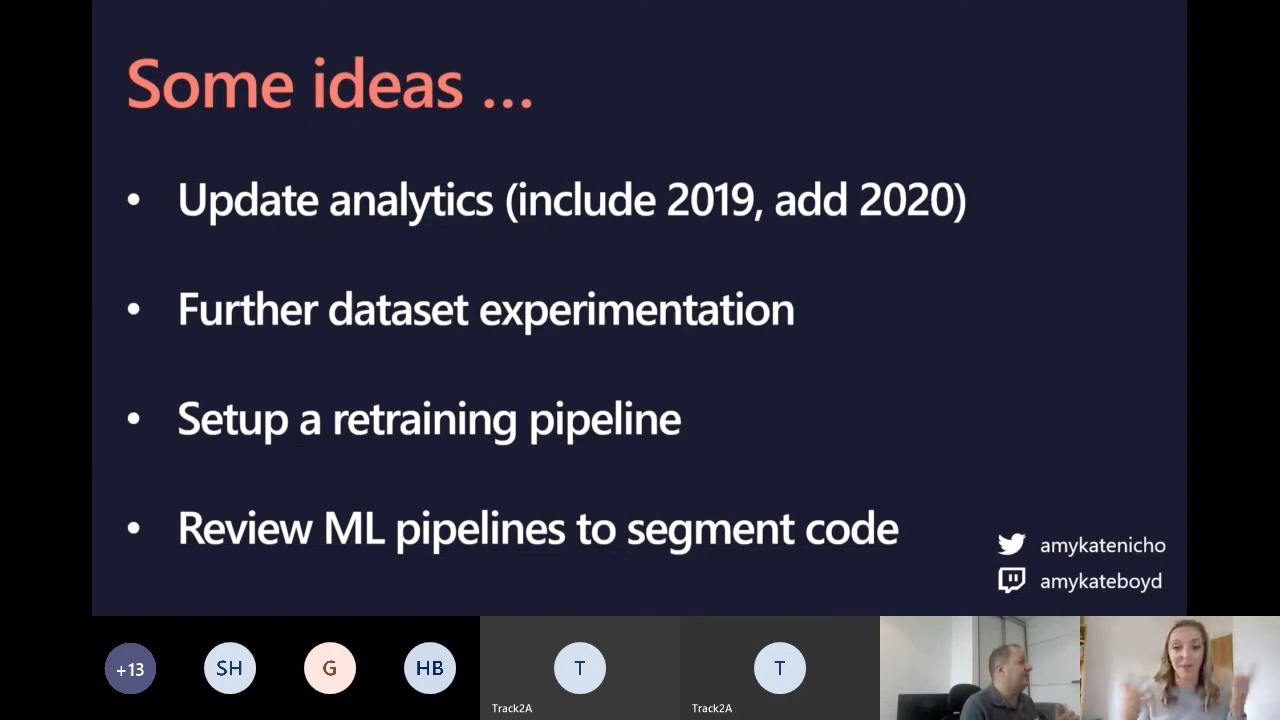 Some ideas ...
• Update analytics (include 2019, add 2020)
• Further dataset experimentation
• Setup a retraining pipeline
• Review ML pipelines to segment code
amykatenicho
amykateboyd
+13
SH
G
HB
T
T
Track2A
Track2A